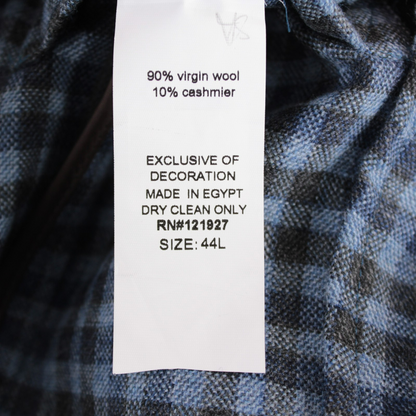 90% virgin wool
10% cashmier
EXCLUSIVE OF
DECORATION
MADE IN EGYPT
DRY CLEAN ONLY
RN#121927
SIZE: 44L